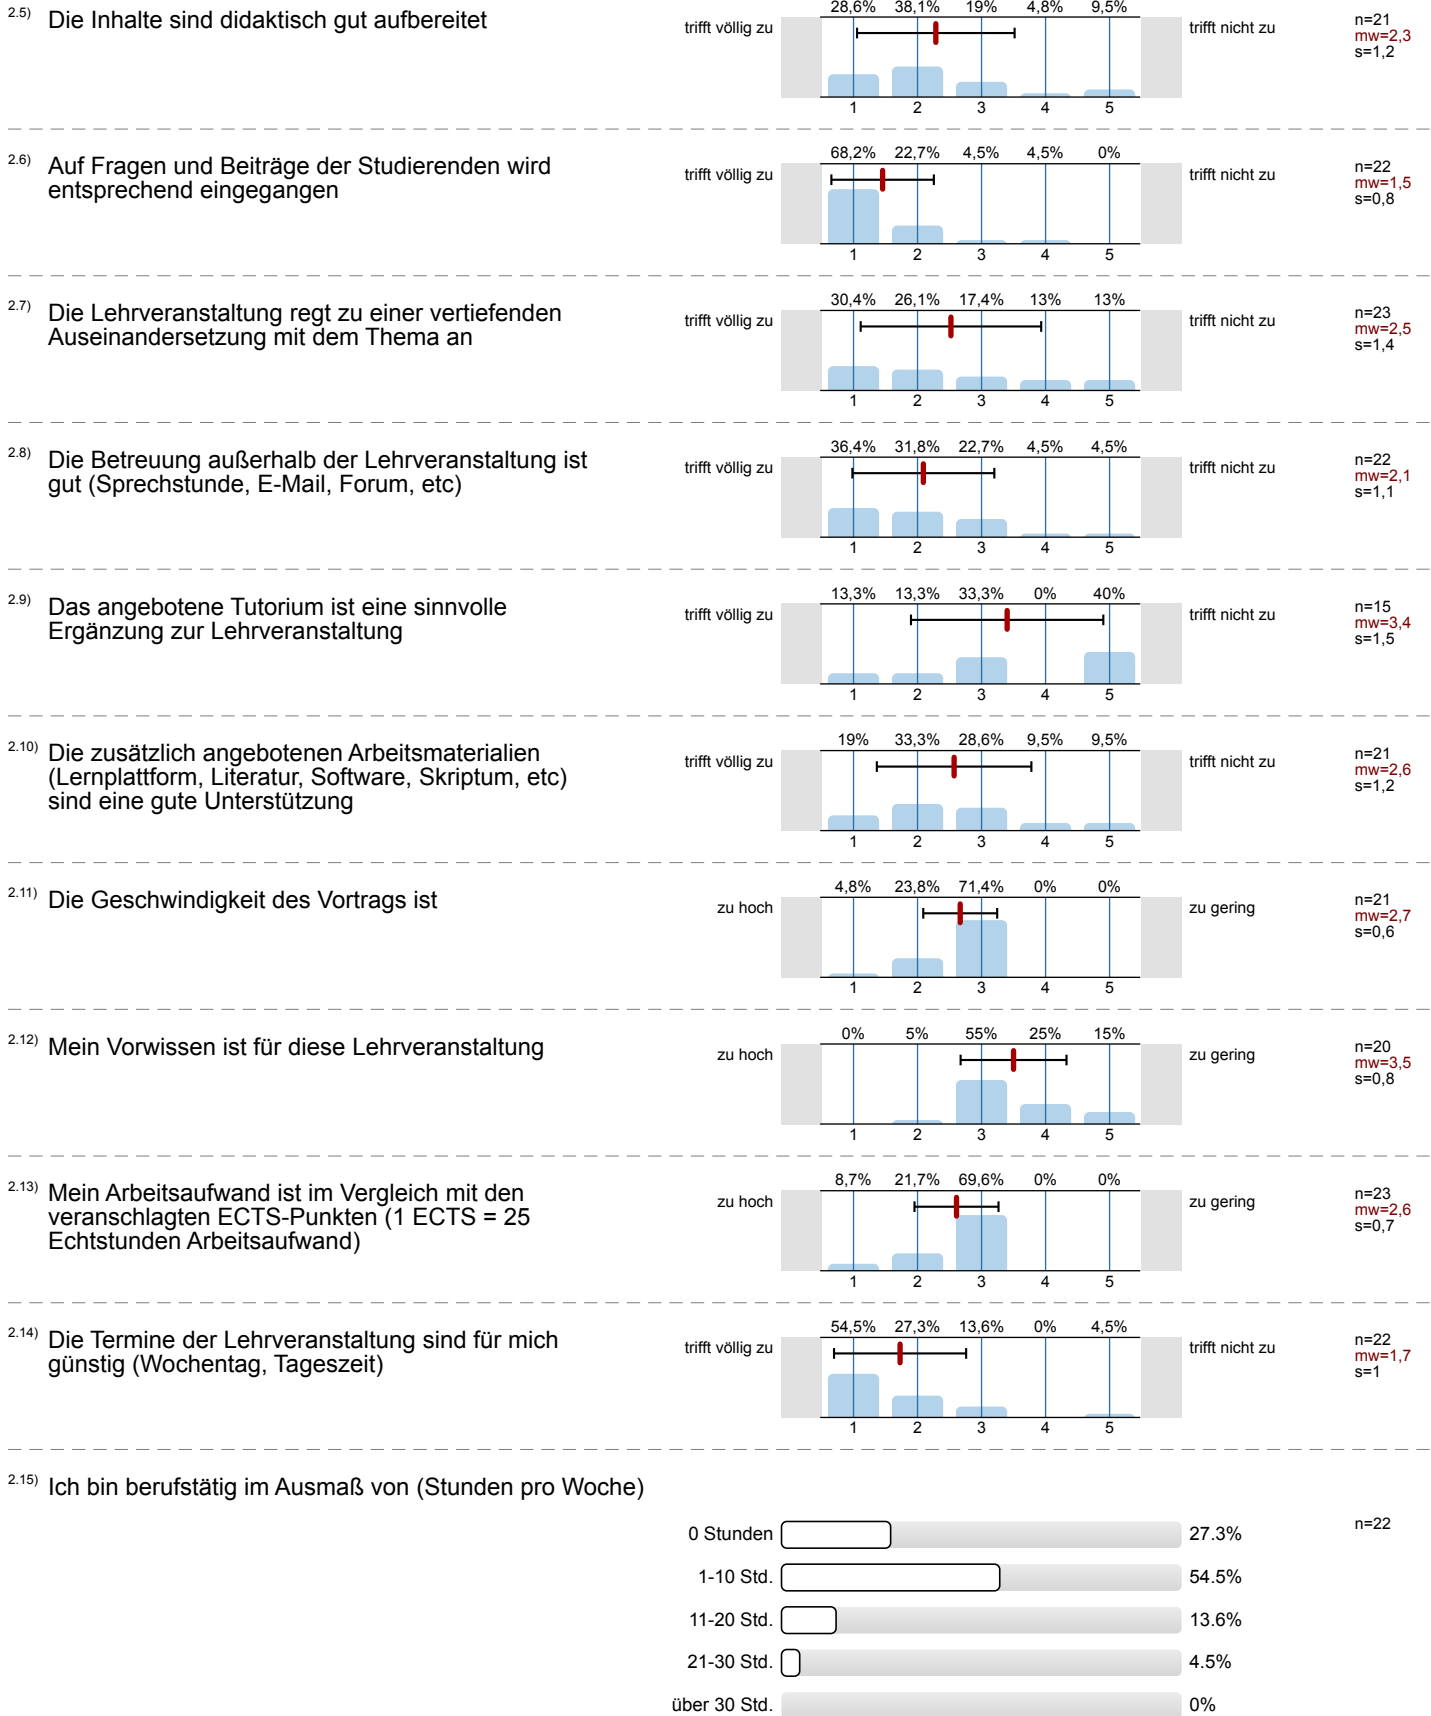 2.5) Die Inhalte sind didaktisch gut aufbereitet
28,6% 38,1% 19% 4,8% 9,5%
trifft völlig zu trifft nicht zu
n=21
mw=2,3
s=1,2
1 2 3 4 5
2.6) Auf Fragen und Beiträge der Studierenden wird
entsprechend eingegangen
68,2% 22,7% 4,5% 4,5% 0%
trifft völlig zu trifft nicht zu
n=22
mw=1,5
s=0,8
1 2 3 4 5
2.7) Die Lehrveranstaltung regt zu einer vertiefenden
Auseinandersetzung mit dem Thema an
30,4% 26,1% 17,4% 13% 13%
trifft völlig zu trifft nicht zu
n=23
mw=2,5
s=1,4
1 2 3 4 5
2.8) Die Betreuung außerhalb der Lehrveranstaltung ist
gut (Sprechstunde, E-Mail, Forum, etc)
36,4% 31,8% 22,7% 4,5% 4,5%
trifft völlig zu trifft nicht zu
n=22
mw=2,1
s=1,1
1 2 3 4 5
2.9) Das angebotene Tutorium ist eine sinnvolle
Ergänzung zur Lehrveranstaltung
13,3% 13,3% 33,3% 0% 40%
trifft völlig zu trifft nicht zu
n=15
mw=3,4
s=1,5
1 2 3 4 5
2.10) Die zusätzlich angebotenen Arbeitsmaterialien
(Lernplattform, Literatur, Software, Skriptum, etc)
sind eine gute Unterstützung
19% 33,3% 28,6% 9,5% 9,5%
trifft völlig zu trifft nicht zu
n=21
mw=2,6
s=1,2
1 2 3 4 5
2.11) Die Geschwindigkeit des Vortrags ist
4,8% 23,8% 71,4% 0% 0%
zu hoch zu gering
n=21
mw=2,7
s=0,6
1 2 3 4 5
2.12) Mein Vorwissen ist für diese Lehrveranstaltung
0% 5% 55% 25% 15%
zu hoch zu gering
n=20
mw=3,5
s=0,8
1 2 3 4 5
2.13) Mein Arbeitsaufwand ist im Vergleich mit den
veranschlagten ECTS-Punkten (1 ECTS = 25
Echtstunden Arbeitsaufwand)
8,7% 21,7% 69,6% 0% 0%
zu hoch zu gering
n=23
mw=2,6
s=0,7
1 2 3 4 5
2.14) Die Termine der Lehrveranstaltung sind für mich
günstig (Wochentag, Tageszeit)
54,5% 27,3% 13,6% 0% 4,5%
trifft völlig zu trifft nicht zu
n=22
mw=1,7
s=1
1 2 3 4 5
2.15) Ich bin berufstätig im Ausmaß von (Stunden pro Woche)
0 Stunden 27.3% n=22
1-10 Std. 54.5%
11-20 Std. 13.6%
21-30 Std. 4.5%
über 30 Std. 0%